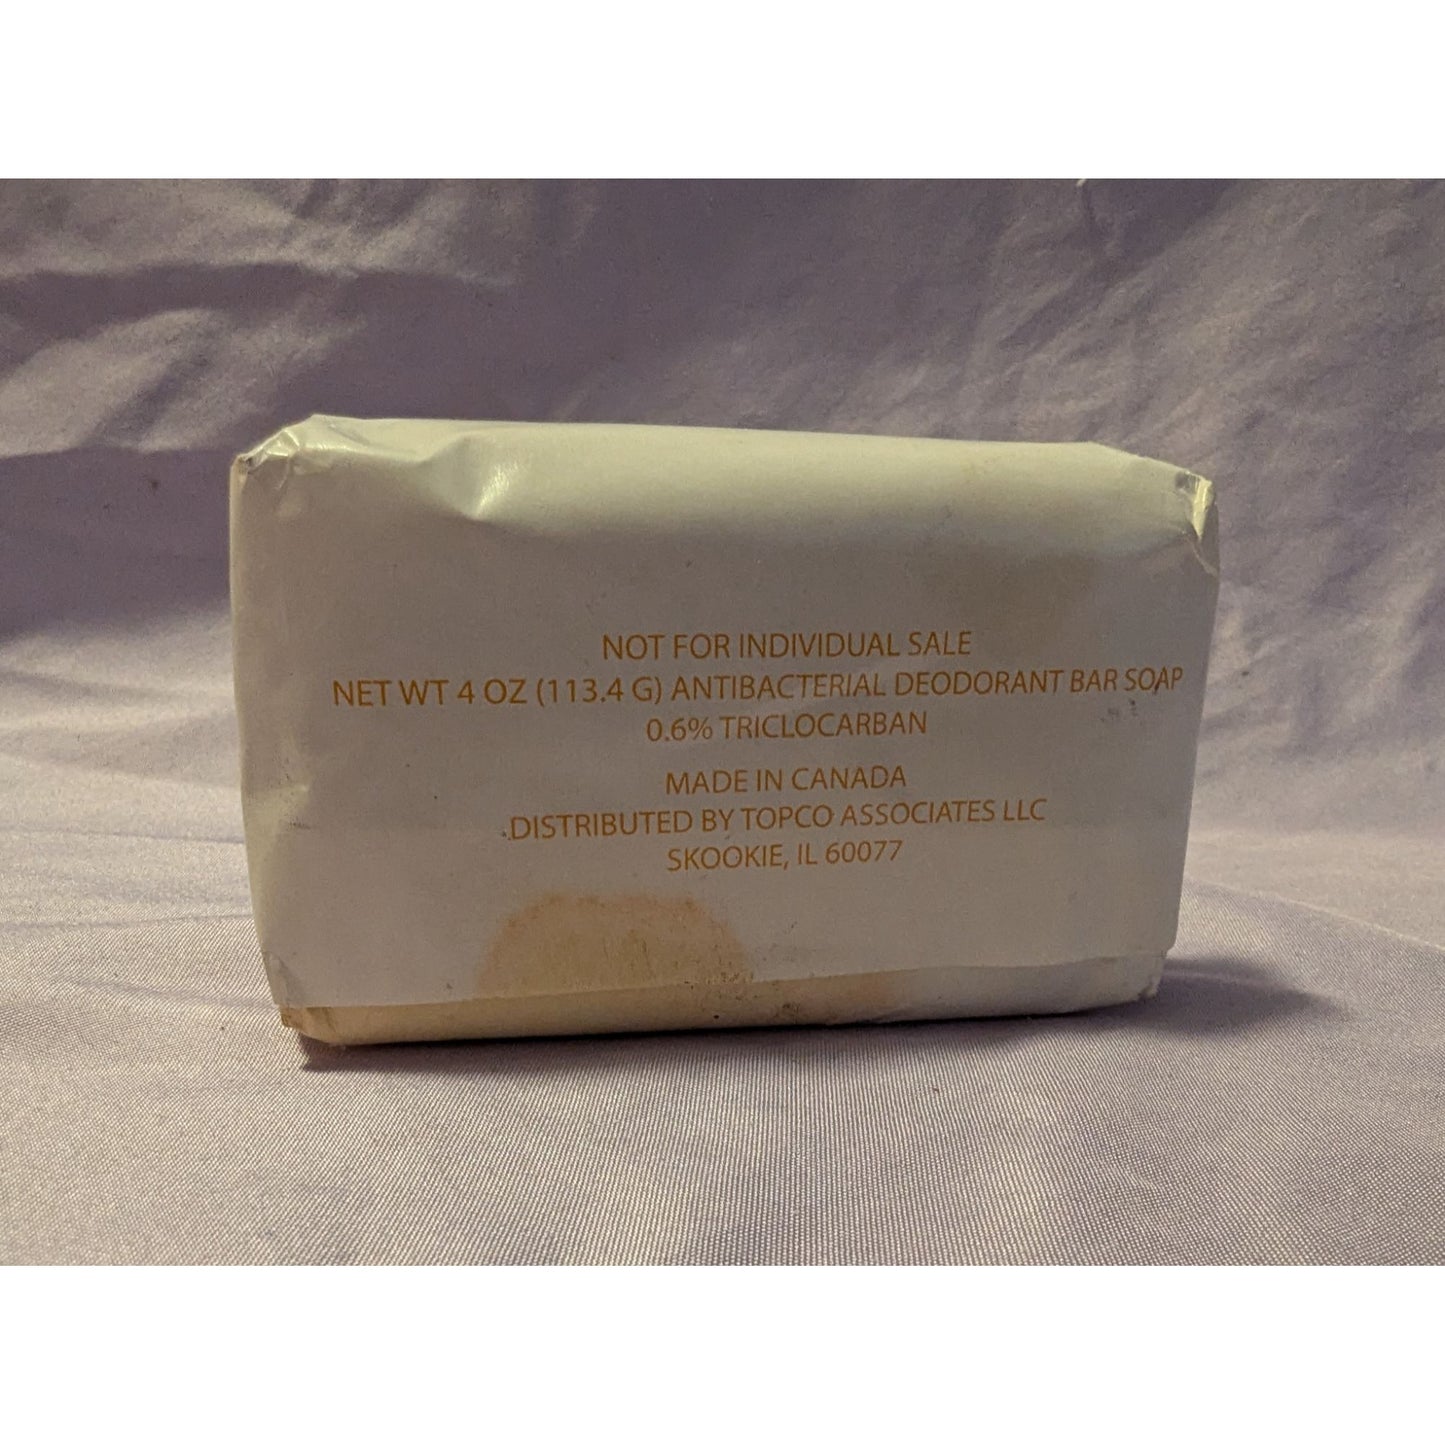 NOT FOR INDIVIDUAL SALE
NET WT 4 OZ (113.4 G) ANTIBACTERIAL DEODORANT BAR SOAP
0.6% TRICLOCARBAN
MADE IN CANADA
DISTRIBUTED BY TOPCO ASSOCIATES LLC
SKOOKIE, IL 60077